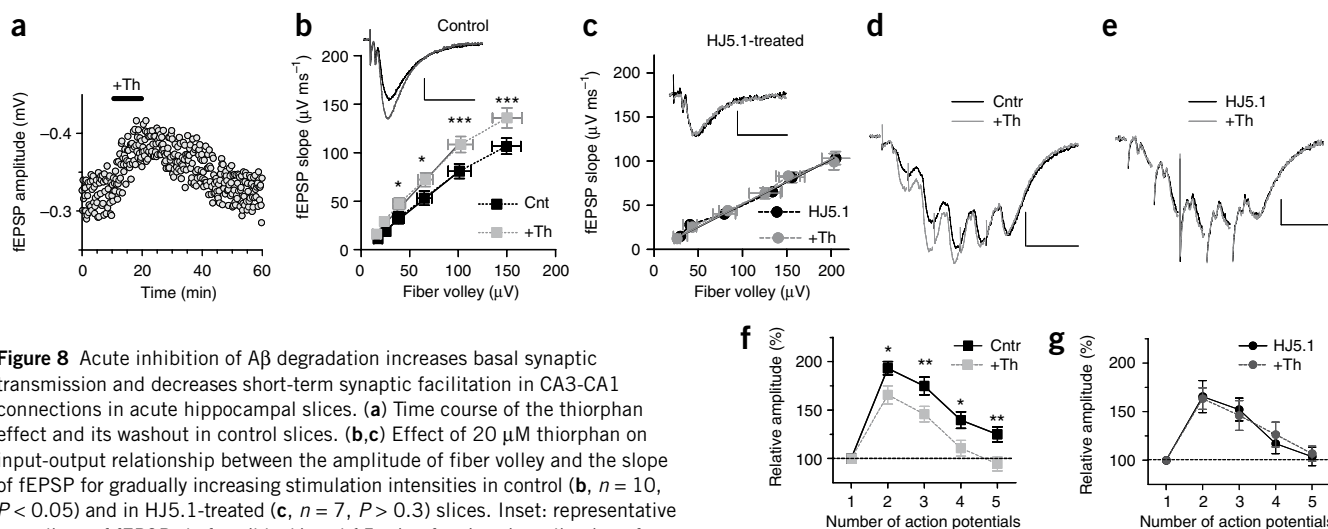 a
+Th
fEPSP amplitude (mV)
–0.4
–0.3
0 20 40 60
Time (min)
b
Control
fEPSP slope (μV ms–1)
200
150
100
50
0
* * *** ***
Cnt
+Th
0 50 100 150 200
Fiber volley (μV)
c
HJ5.1-treated
fEPSP slope (μV ms–1)
200
150
100
50
0
HJ5.1
+Th
0 50 100 150 200
Fiber volley (μV)
d
Cntr
+Th
e
HJ5.1
+Th
Figure 8 Acute inhibition of Aβ degradation increases basal synaptic
transmission and decreases short-term synaptic facilitation in CA3-CA1
connections in acute hippocampal slices. (a) Time course of the thiorphan
effect and its washout in control slices. (b,c) Effect of 20 μM thiorphan on
input-output relationship between the amplitude of fiber volley and the slope
of fEPSP for gradually increasing stimulation intensities in control (b, n = 10,
P < 0.05) and in HJ5.1-treated (c, n = 7, P > 0.3) slices. Inset: representative
f
Relative amplitude (%)
200
150
100
* ** * **
Cntr
+Th
1 2 3 4 5
Number of action potentials
g
Relative amplitude (%)
200
150
100
HJ5.1
+Th
1 2 3 4 5
Number of action potentials